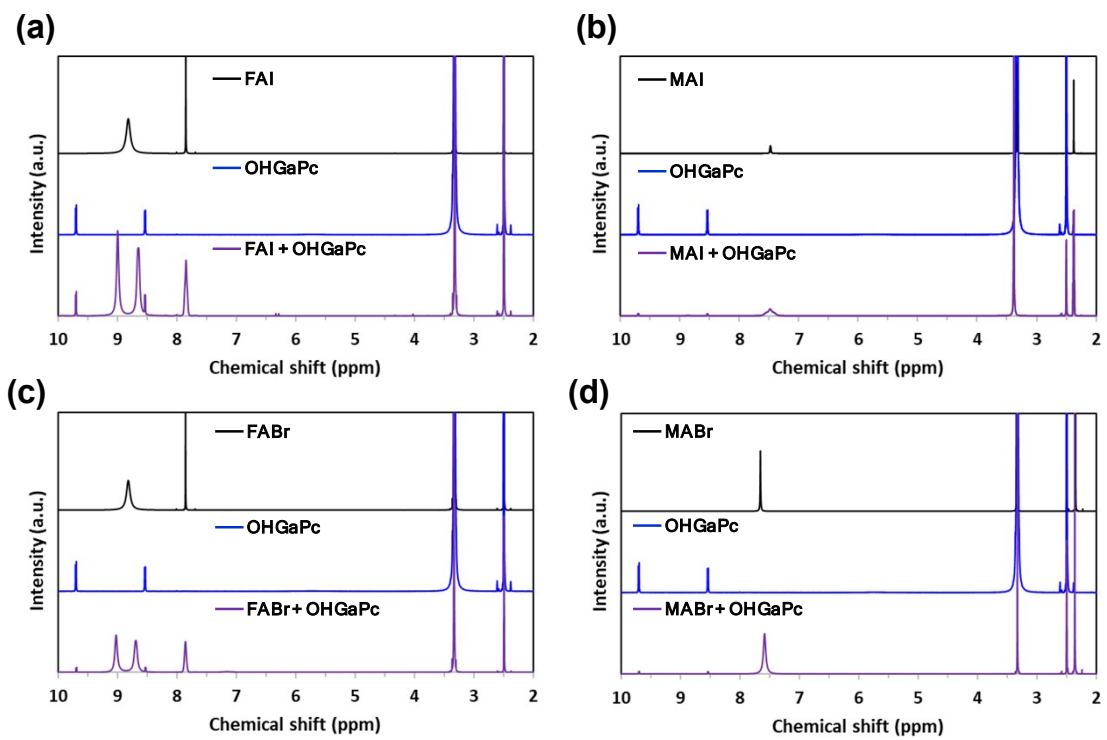 (a)
FAI
OHGaPc
FAI + OHGaPc
Intensity (a.u.)
10 9 8 7 6 5 4 3 2
Chemical shift (ppm)
(b)
MAI
OHGaPc
MAI + OHGaPc
Intensity (a.u.)
10 9 8 7 6 5 4 3 2
Chemical shift (ppm)
(c)
FABr
OHGaPc
FABr + OHGaPc
Intensity (a.u.)
10 9 8 7 6 5 4 3 2
Chemical shift (ppm)
(d)
MABr
OHGaPc
MABr + OHGaPc
Intensity (a.u.)
10 9 8 7 6 5 4 3 2
Chemical shift (ppm)